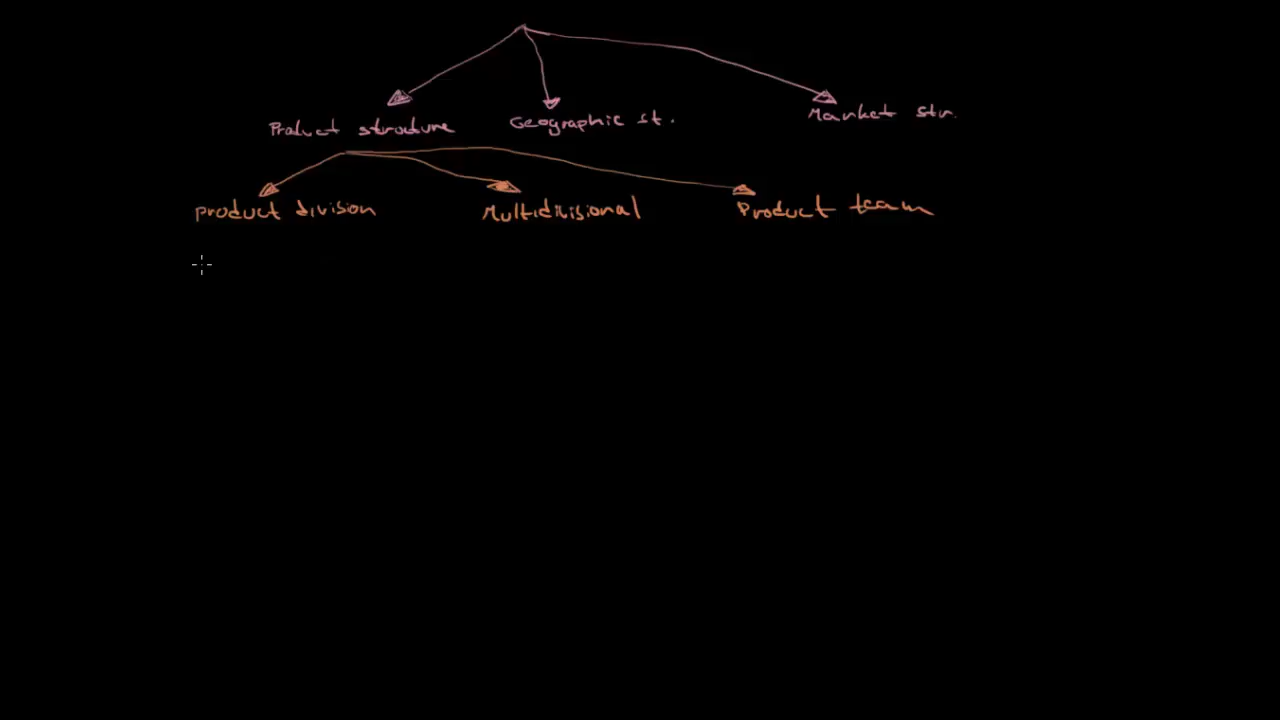 Product structure Geographic st. Market str.
product division Multidivisional Product team